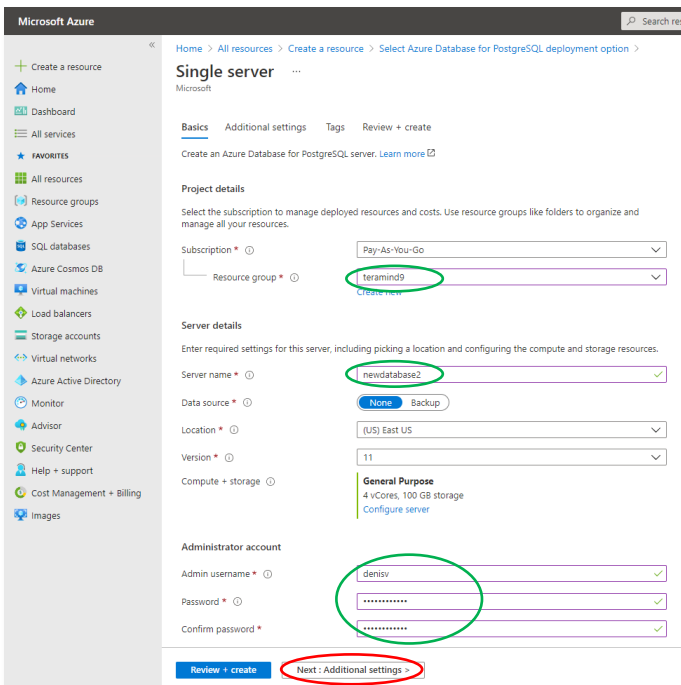 Microsoft Azure
Search res
«
Create a resource
Home
Dashboard
All services
FAVORITES
All resources
Resource groups
App Services
SQL databases
Azure Cosmos DB
Virtual machines
Load balancers
Storage accounts
Virtual networks
Azure Active Directory
Monitor
Advisor
Security Center
Help + support
Cost Management + Billing
Images
Home > All resources > Create a resource > Select Azure Database for PostgreSQL deployment option >
Single server ...
Microsoft
Basics Additional settings Tags Review + create
Create an Azure Database for PostgreSQL server. Learn more
Project details
Select the subscription to manage deployed resources and costs. Use resource groups like folders to organize and
manage all your resources.
Subscription * Pay-As-You-Go
Resource group * teramind9
Create new
Server details
Enter required settings for this server, including picking a location and configuring the compute and storage resources.
Server name * newdatabase2
Data source * None Backup
Location * (US) East US
Version * 11
Compute + storage General Purpose
4 vCores, 100 GB storage
Configure server
Administrator account
Admin username * denisv
Password * ••••••••••••
Confirm password * ••••••••••••
Review + create Next : Additional settings >